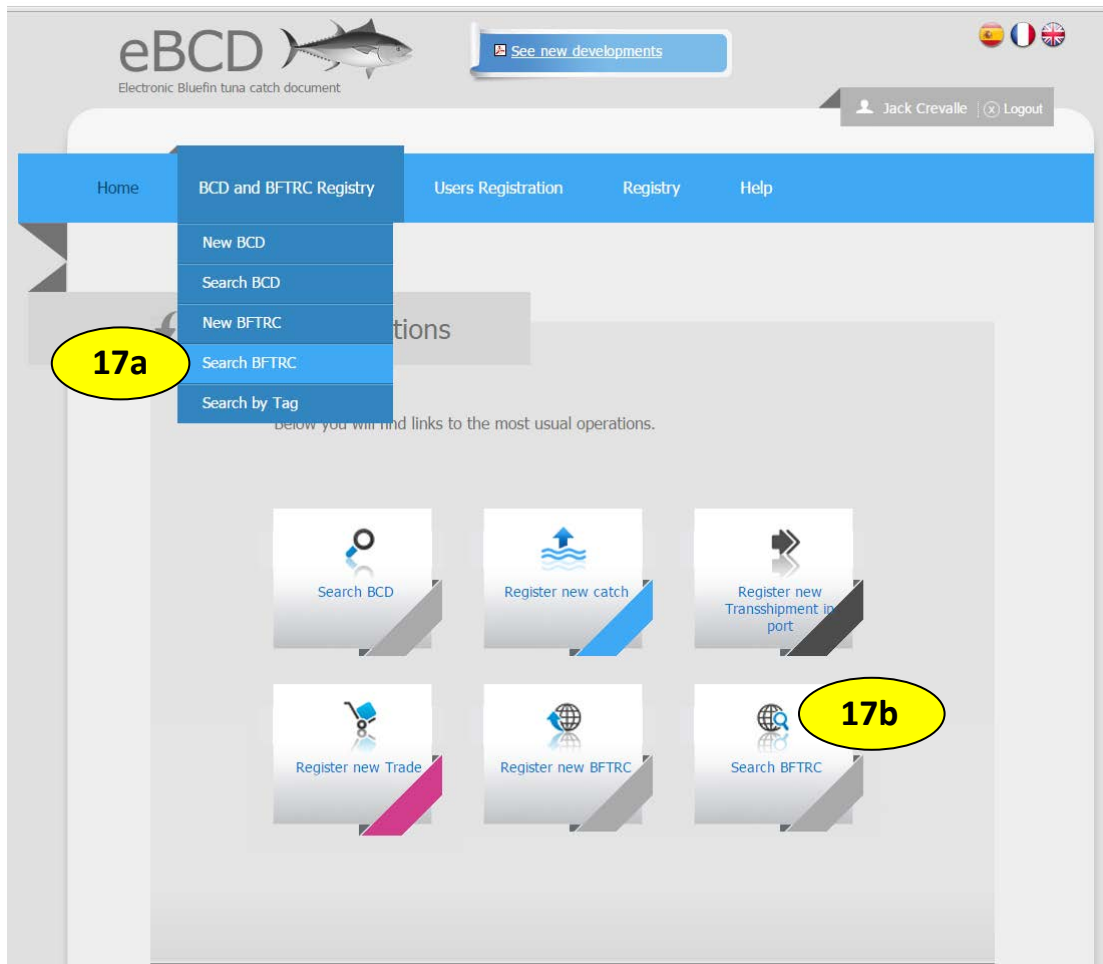 eBCD
Electronic Bluefin tuna catch document
See new developments
Jack Crevalle | x Logout
Home BCD and BFTRC Registry Users Registration Registry Help
New BCD
Search BCD
New BFTRC
tions
17a
Search BFTRC
Search by Tag
Below you will find links to the most usual operations.
Search BCD
Register new catch
Register new
Transshipment in
port
17b
Register new Trade
Register new BFTRC
Search BFTRC